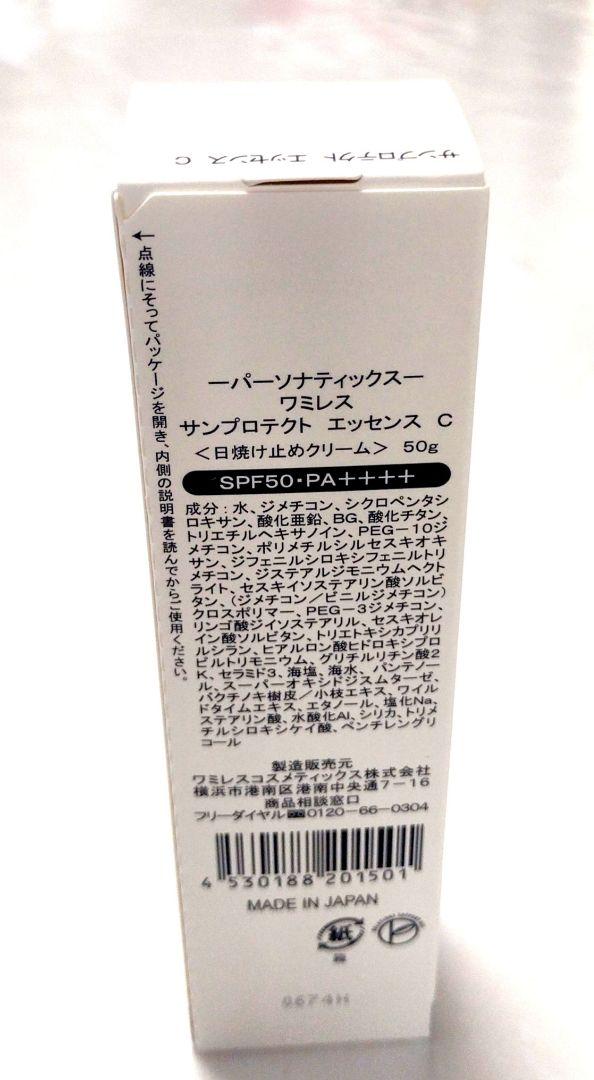 サンプロテクト エッセンス C
←点線にそってパッケージを開き、内側の説明書を読んでからご使用ください。
―パーソナティックス―
ワミレス
サンプロテクト エッセンス C
＜日焼け止めクリーム＞ 50g
SPF50・PA＋＋＋＋
成分：水、ジメチコン、シクロペンタシ
ロキサン、酸化亜鉛、BG、酸化チタン、
トリエチルヘキサノイン、PEG－10ジ
メチコン、ポリメチルシルセスキオキ
サン、ジフェニルシロキシフェニルトリ
メチコン、ジステアルジモニウムヘクト
ライト、セスキイソステアリン酸ソルビ
タン、（ジメチコン／ビニルジメチコン）
クロスポリマー、PEG－3ジメチコン、
リンゴ酸ジイソステアリル、セスキオレ
イン酸ソルビタン、トリエトキシカプリリ
ルシラン、ヒアルロン酸ヒドロキシプロ
ピルトリモニウム、グリチルリチン酸2
K、セラミド3、海塩、海水、パンテノー
ル、スーパーオキシドジスムターゼ、
バクチノキ樹皮／小枝エキス、ワイル
ドタイムエキス、エタノール、塩化Na、
ステアリン酸、水酸化Al、シリカ、トリメ
チルシロキシケイ酸、ペンチレングリ
コール
製造販売元
ワミレスコスメティックス株式会社
横浜市港南区港南中央通7－16
商品相談窓口
フリーダイヤル 0120－66－0304
4 530188 201501
MADE IN JAPAN
紙